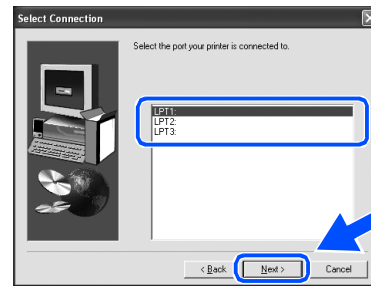 Select Connection
Select the port your printer is connected to.
LPT1:
LPT2:
LPT3:
< Back
Next >
Cancel